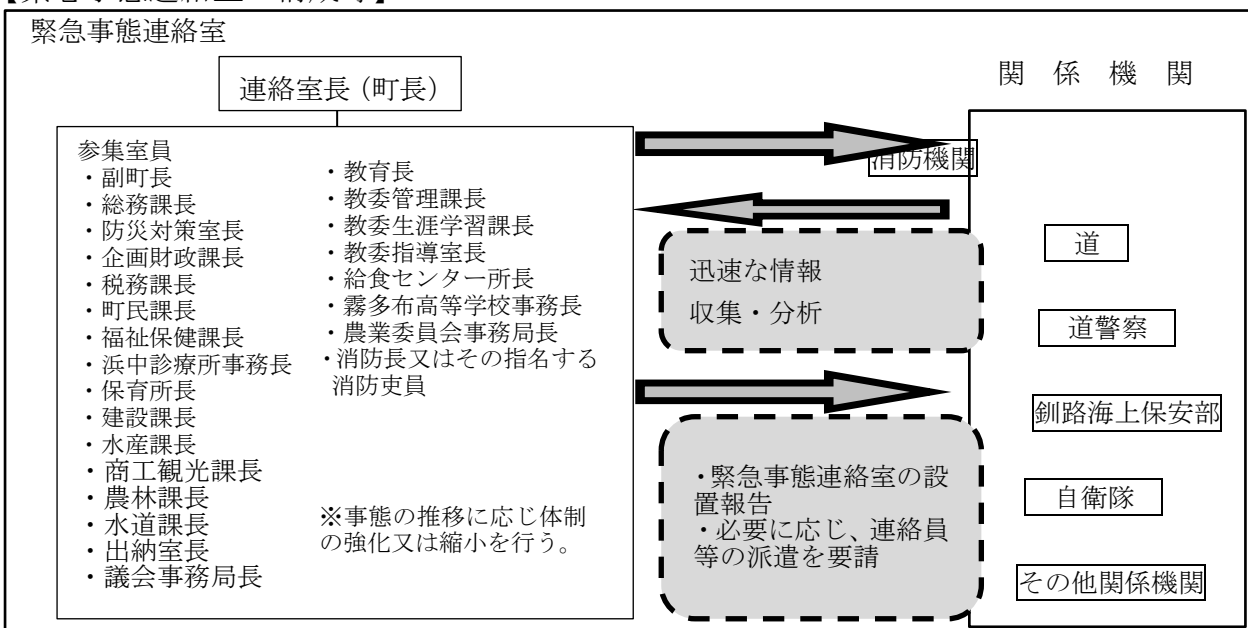 緊急事態連絡室
連絡室長（町長）
参集室員
・副町長
・総務課長
・防災対策室長
・企画財政課長
・税務課長
・町民課長
・福祉保健課長
・浜中診療所事務長
・保育所長
・建設課長
・水産課長
・商工観光課長
・農林課長
・水道課長
・出納室長
・議会事務局長
・教育長
・教委管理課長
・教委生涯学習課長
・教委指導室長
・給食センター所長
・霧多布高等学校事務長
・農業委員会事務局長
・消防長又はその指名する
消防吏員
※事態の推移に応じ体制
の強化又は縮小を行う。
迅速な情報
収集・分析
・緊急事態連絡室の設
置報告
・必要に応じ、連絡員
等の派遣を要請
関係機関
消防機関
道
道警察
釧路海上保安部
自衛隊
その他関係機関